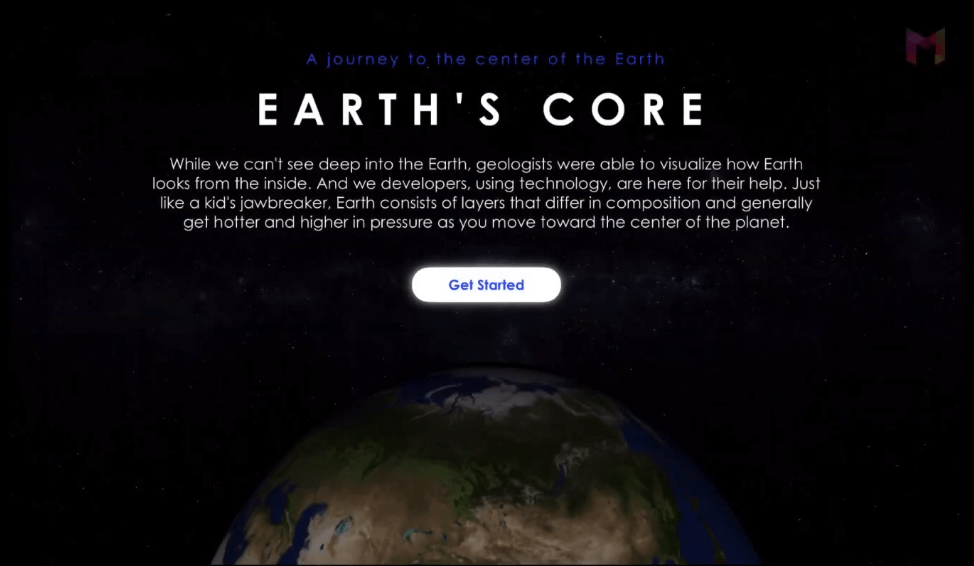 A journey to the center of the Earth
EARTH'S CORE
While we can't see deep into the Earth, geologists were able to visualize how Earth
looks from the inside. And we developers, using technology, are here for their help. Just
like a kid's jawbreaker, Earth consists of layers that differ in composition and generally
get hotter and higher in pressure as you move toward the center of the planet.
Get Started